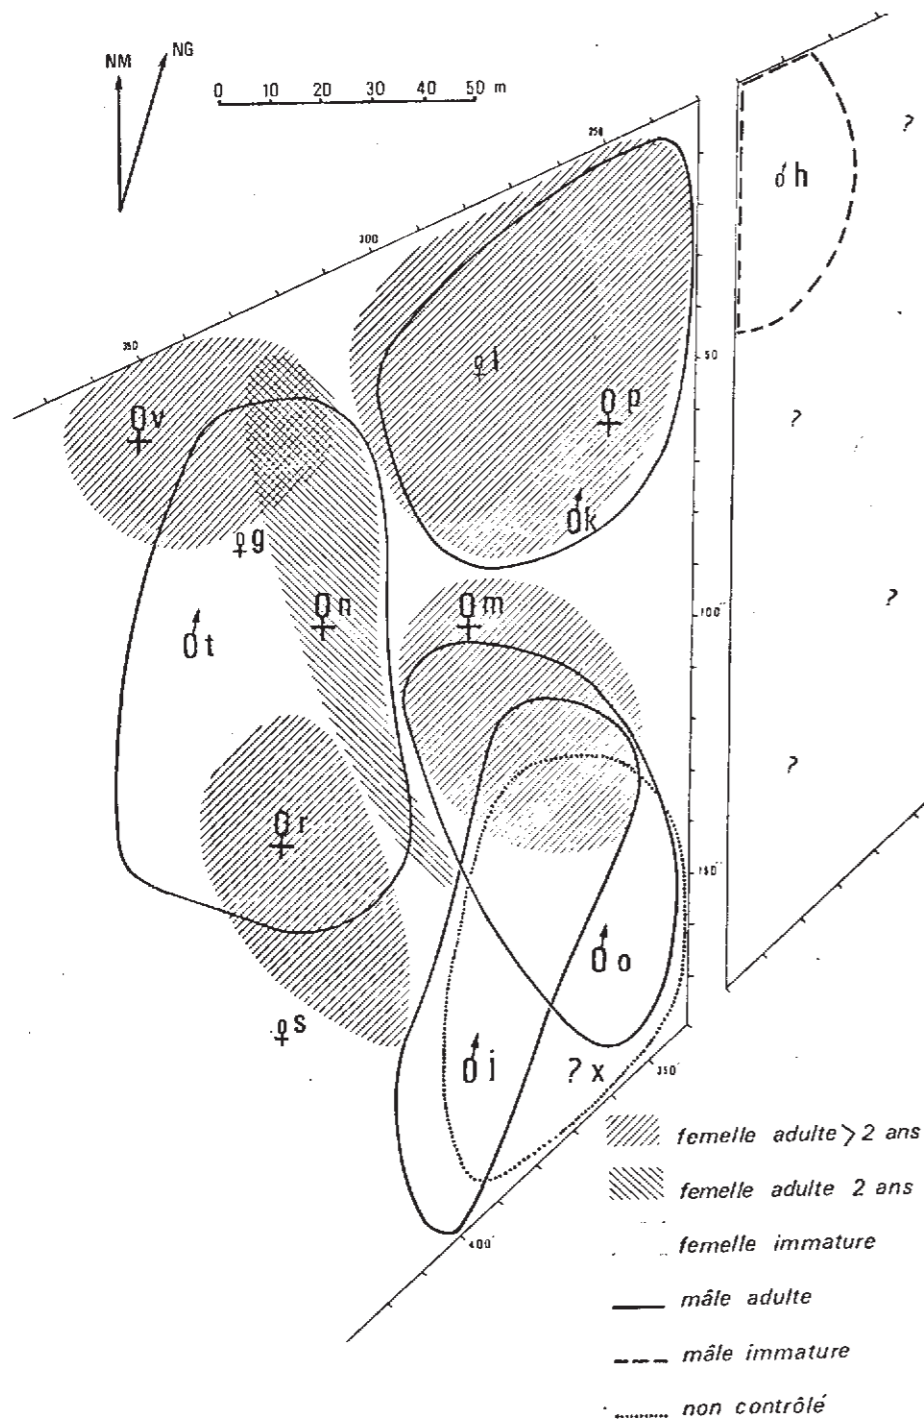 NM NG
0 10 20 30 40 50 m
250
♂ h
?
300
350
♀ i
50
♀ p
?
♀ v
♂ k
♀ g
♀ n
♀ m
?
100
♂ t
?
♀ r
150
♂ o
♀ s
♂ j
? x
350
400
femelle adulte > 2 ans
femelle adulte 2 ans
femelle immature
mâle adulte
mâle immature
non contrôlé